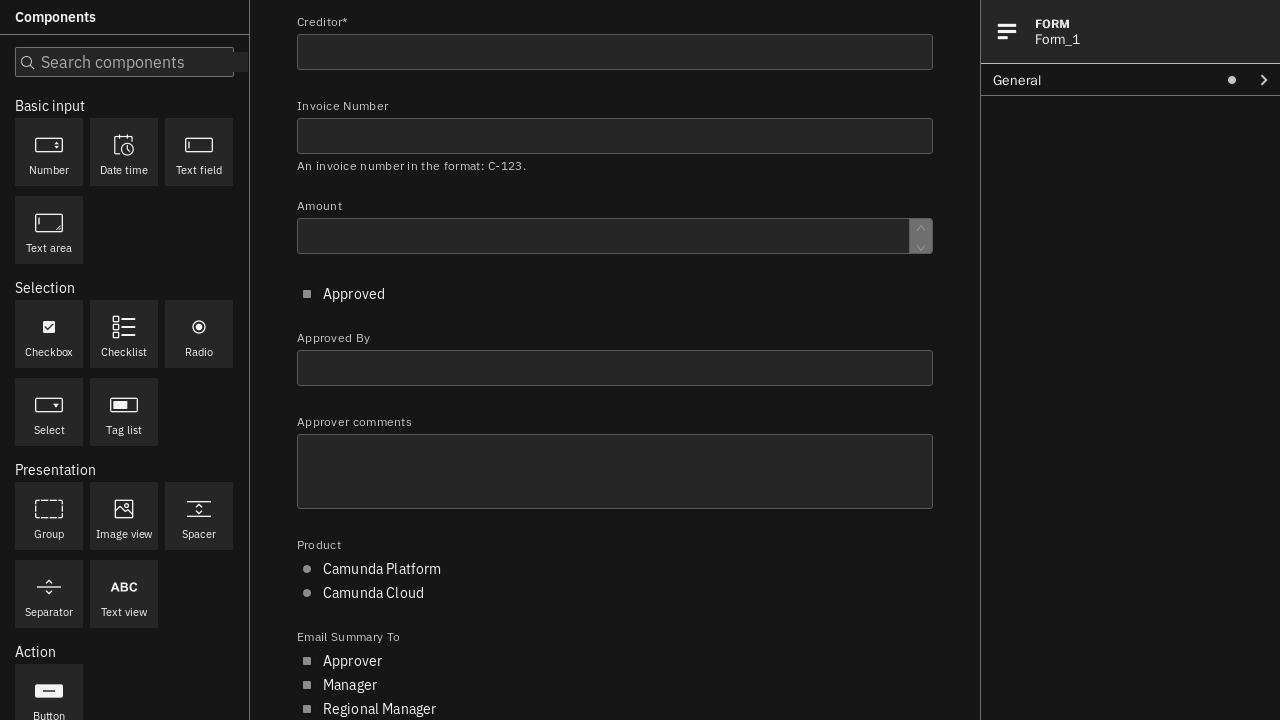 Components
Search components
Basic input
Number
Date time
Text field
Text area
Selection
Checkbox
Checklist
Radio
Select
Tag list
Presentation
Group
Image view
Spacer
Separator
ABC
Text view
Action
Button
Creditor*
Invoice Number
An invoice number in the format: C-123.
Amount
Approved
Approved By
Approver comments
Product
Camunda Platform
Camunda Cloud
Email Summary To
Approver
Manager
Regional Manager
FORM
Form_1
General